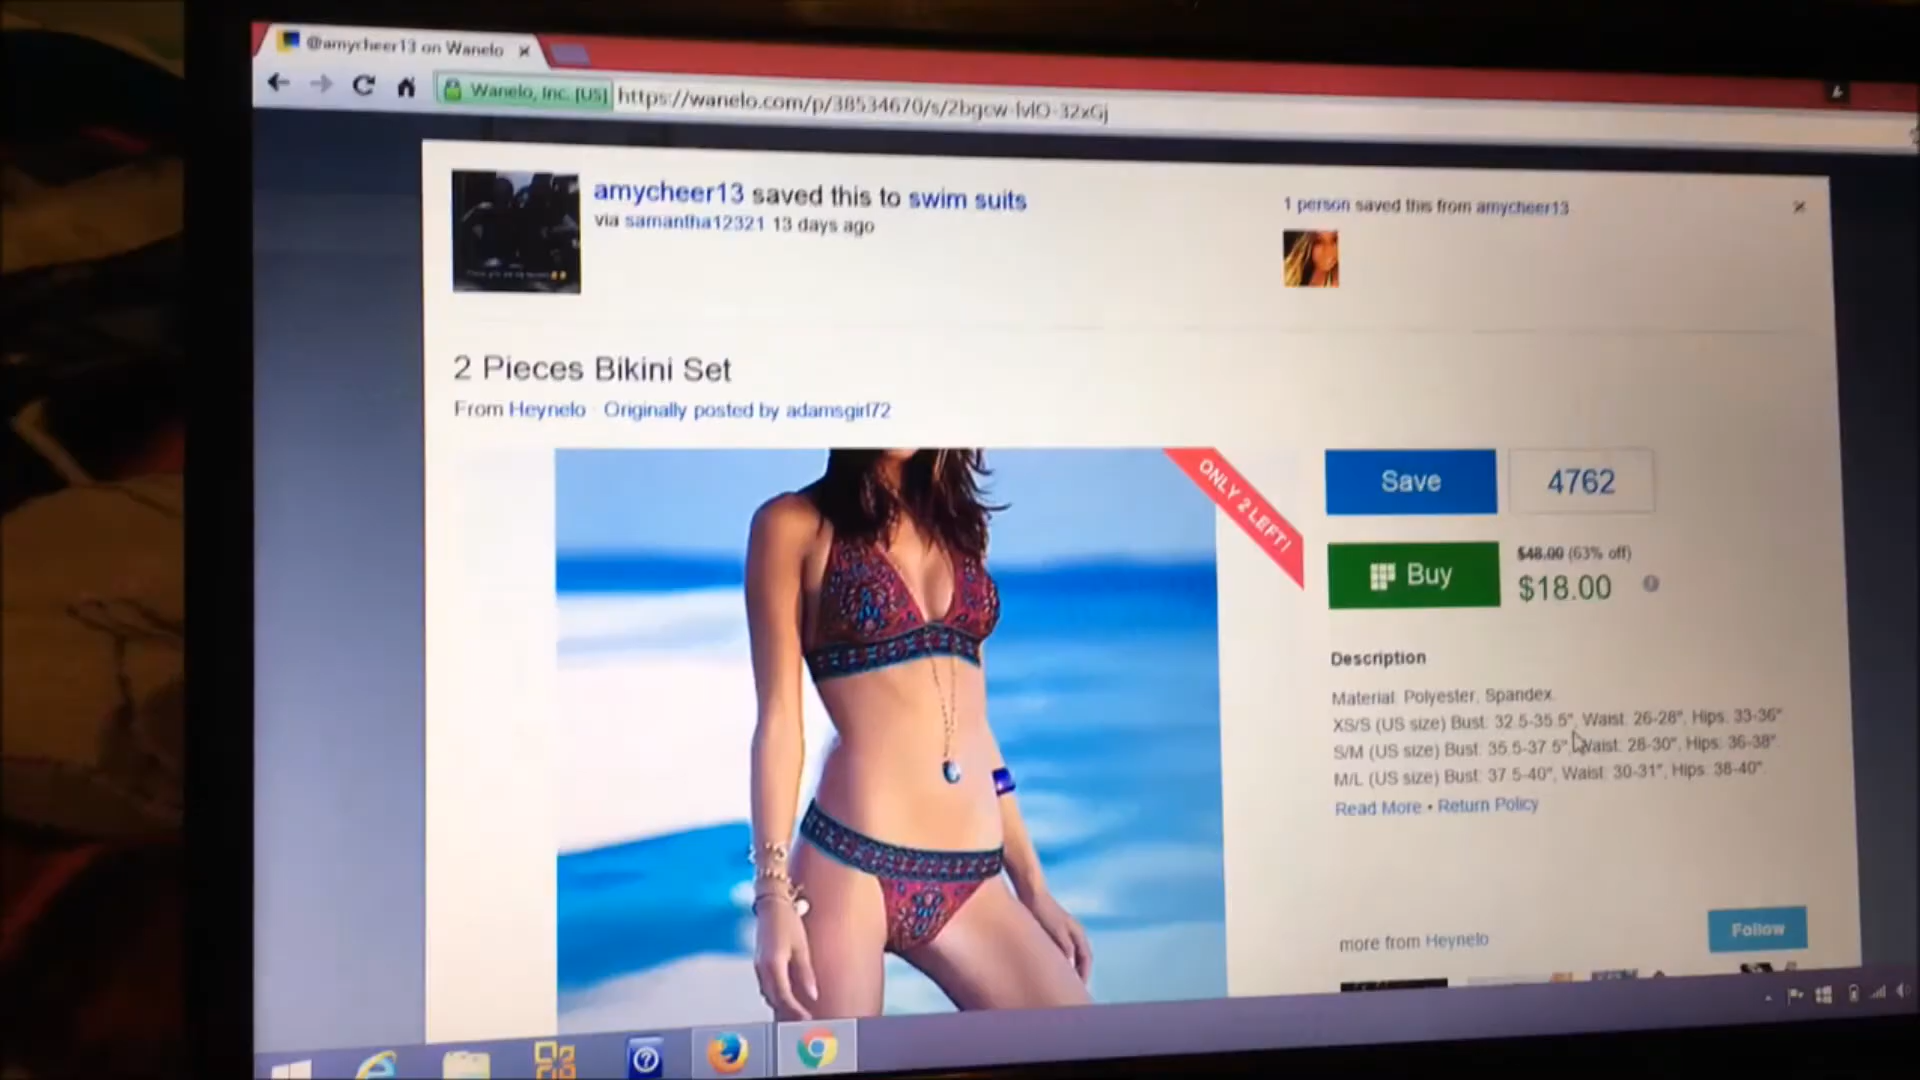 @amycheer13 on Wanelo
Wanelo, Inc. [US] https://wanelo.com/p/38534670/s/2bgcw-lvlO-32xGj
amycheer13 saved this to swim suits
via samantha12321 13 days ago
1 person saved this from amycheer13
2 Pieces Bikini Set
From Heynelo · Originally posted by adamsgirl72
ONLY 2 LEFT!
Save
4762
Buy
$48.00 (63% off)
$18.00
Description
Material: Polyester, Spandex.
XS/S (US size) Bust: 32.5-35.5", Waist: 26-28", Hips: 33-36"
S/M (US size) Bust: 35.5-37.5", Waist: 28-30", Hips: 36-38".
M/L (US size) Bust: 37.5-40", Waist: 30-31", Hips: 38-40".
Read More • Return Policy
more from Heynelo
Follow